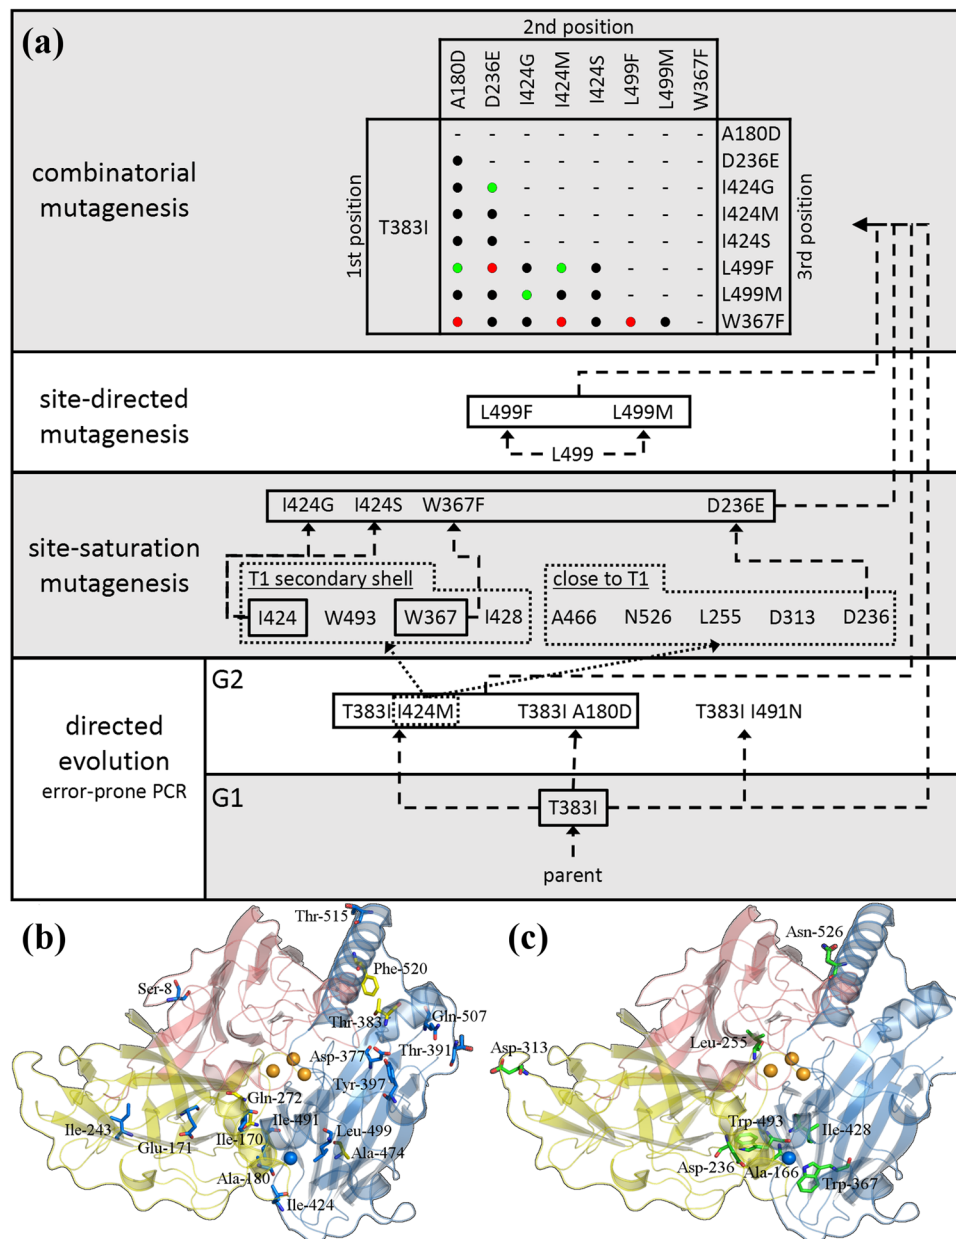 (a)
2nd position
A180D D236E I424G I424M I424S L499F L499M W367F
combinatorial
mutagenesis
1st position
T383I
3rd position
- - - - - - - - A180D
- - - - - - - D236E
- - - - - - I424G
- - - - - - I424M
- - - - - - I424S
- - - L499F
- - - L499M
- W367F
site-directed
mutagenesis
L499F L499M
L499
site-saturation
mutagenesis
I424G I424S W367F D236E
T1 secondary shell close to T1
I424 W493 W367 I428 A466 N526 L255 D313 D236
directed
evolution
error-prone PCR
G2
T383I I424M T383I A180D T383I I491N
G1
T383I
parent
(b)
Thr-515
Phe-520
Ser-8
Thr-383
Gln-507
Thr-391
Asp-377
Tyr-397
Gln-272
Ile-243
Glu-171
Ile-170
Ile-491
Leu-499
Ala-474
Ala-180
Ile-424
(c)
Asn-526
Leu-255
Asp-313
Trp-493
Ile-428
Asp-236
Ala-166
Trp-367